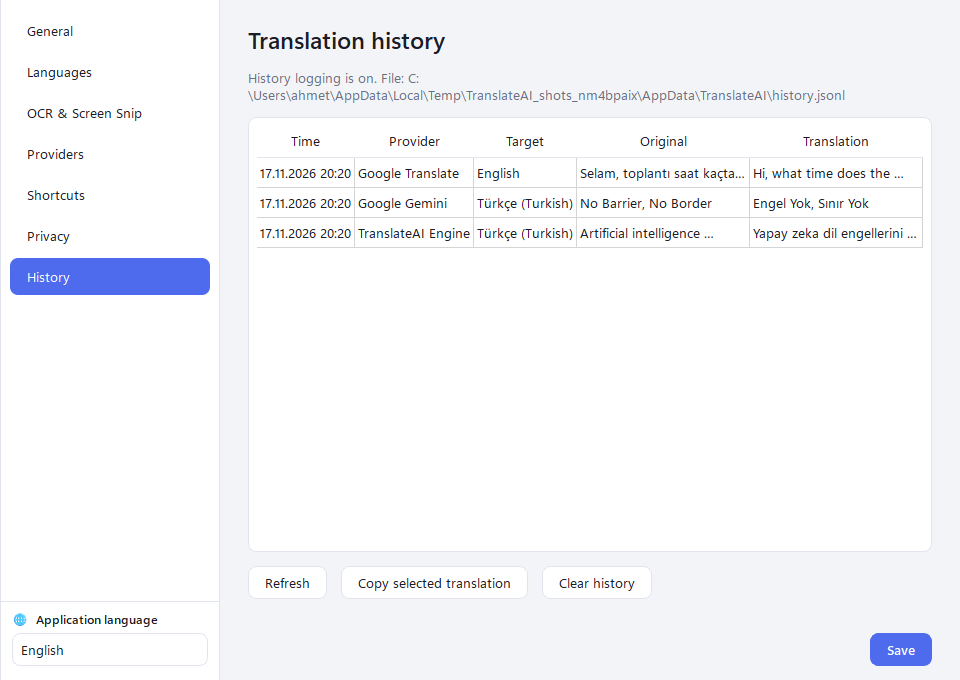 General
Languages
OCR & Screen Snip
Providers
Shortcuts
Privacy
History
Application language
English
Translation history
History logging is on. File: C:
\Users\ahmet\AppData\Local\Temp\TranslateAI_shots_nm4bpaix\AppData\TranslateAI\history.jsonl
Time Provider Target Original Translation
17.11.2026 20:20 Google Translate English Selam, toplantı saat kaçta... Hi, what time does the ...
17.11.2026 20:20 Google Gemini Türkçe (Turkish) No Barrier, No Border Engel Yok, Sınır Yok
17.11.2026 20:20 TranslateAI Engine Türkçe (Turkish) Artificial intelligence ... Yapay zeka dil engellerini ...
Refresh Copy selected translation Clear history
Save